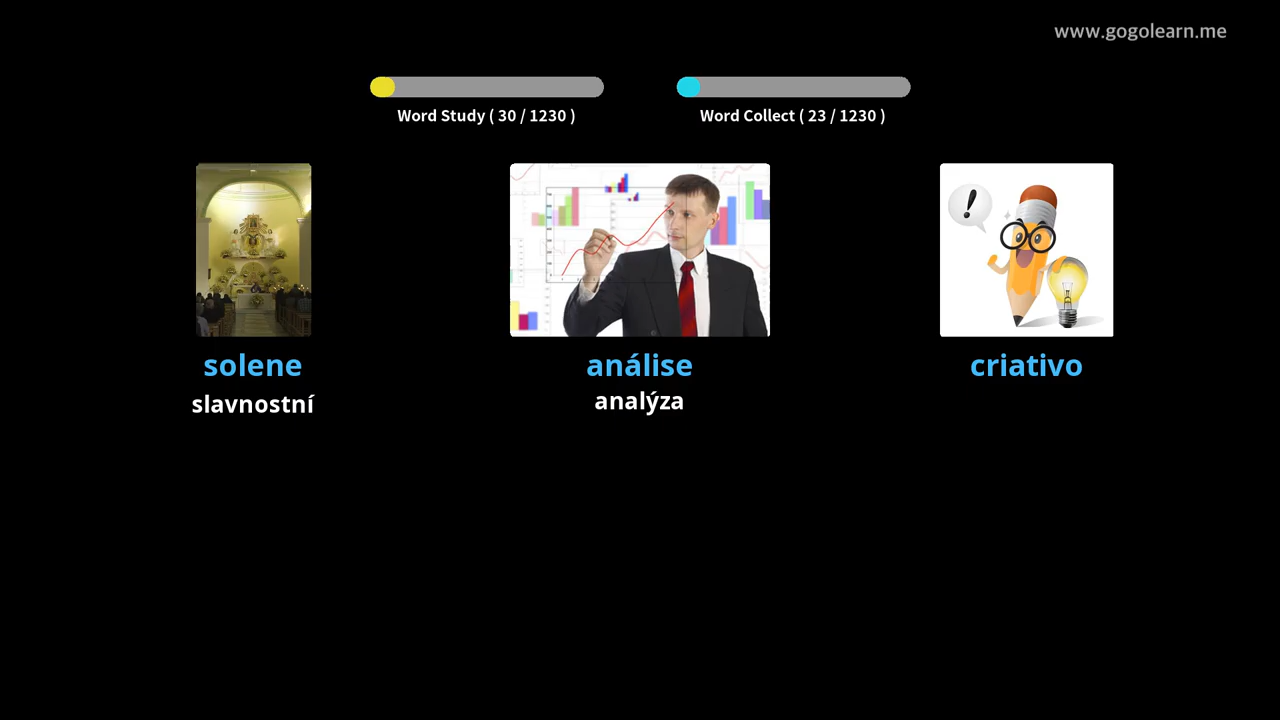 www.gogolearn.me
Word Study ( 30 / 1230 )
Word Collect ( 23 / 1230 )
solene
análise
criativo
slavnostní
analýza